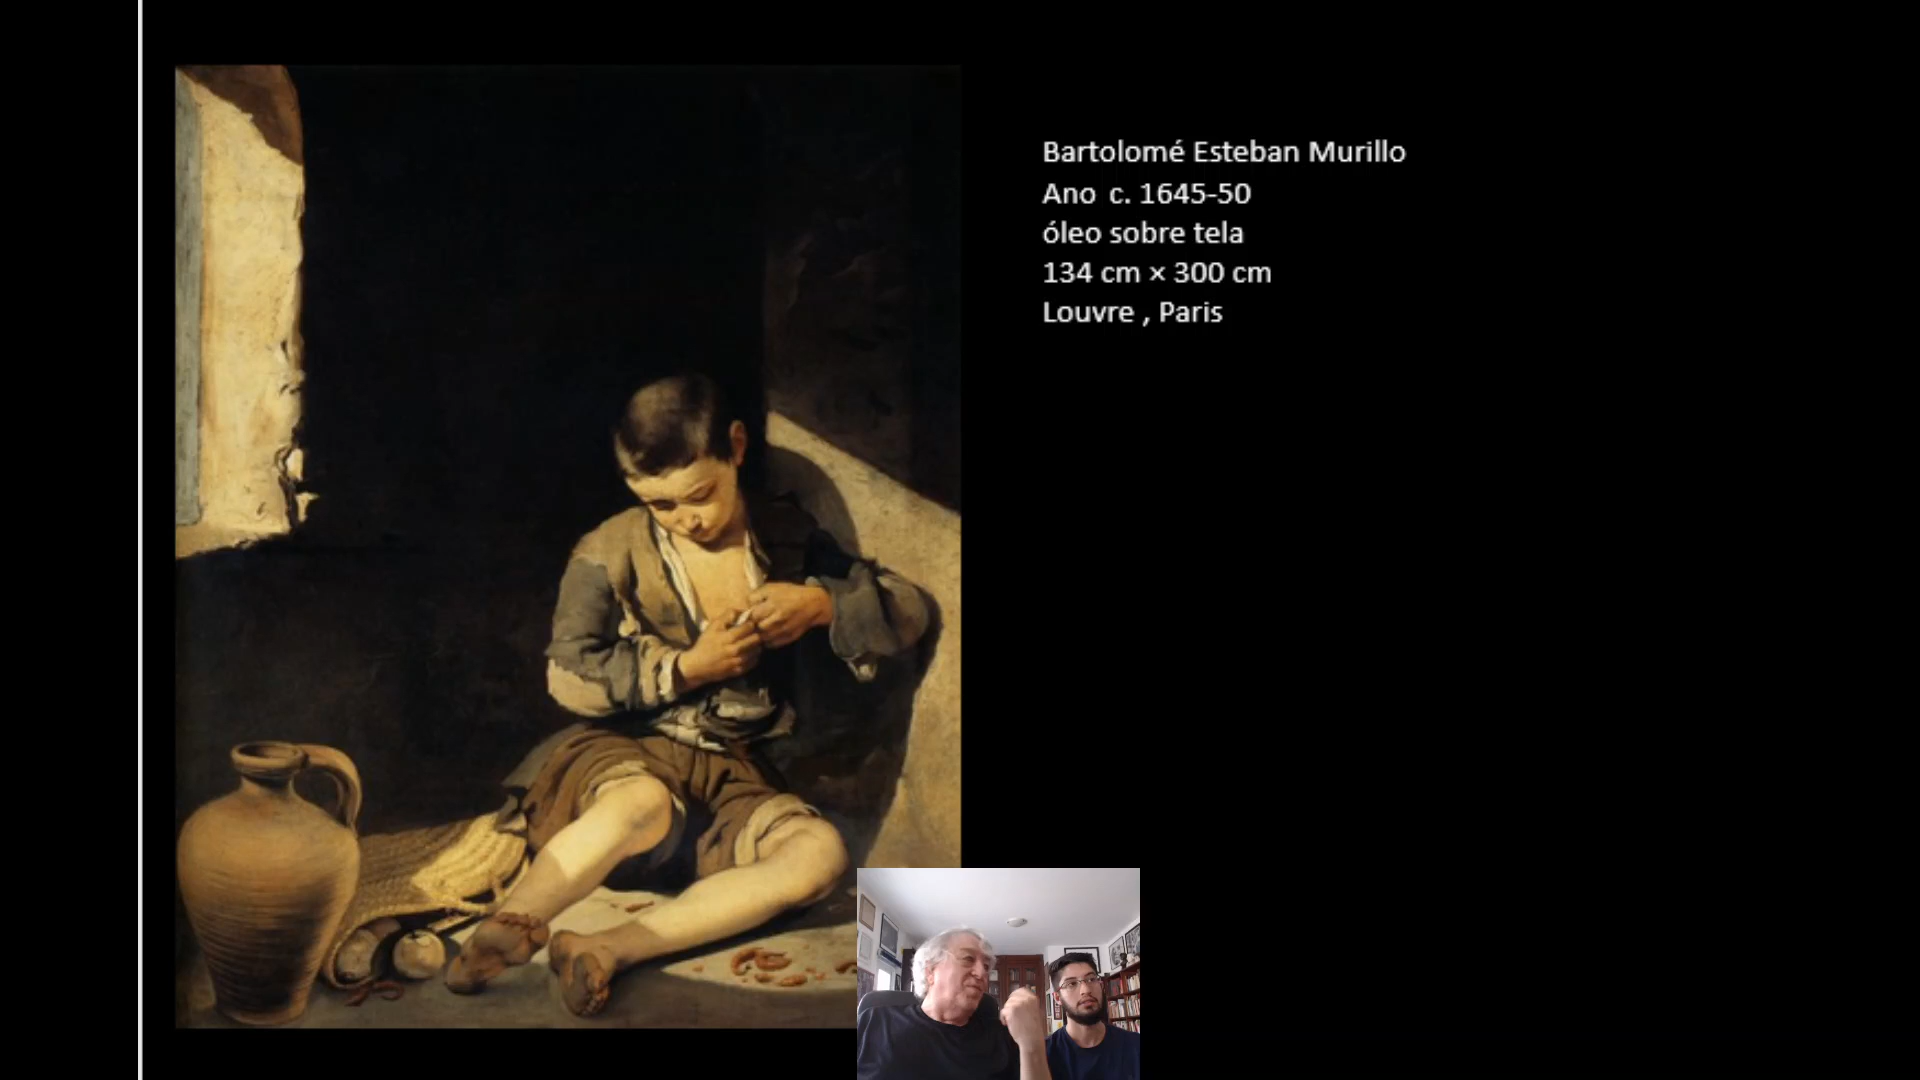 Bartolomé Esteban Murillo
Ano c. 1645-50
óleo sobre tela
134 cm × 300 cm
Louvre , Paris